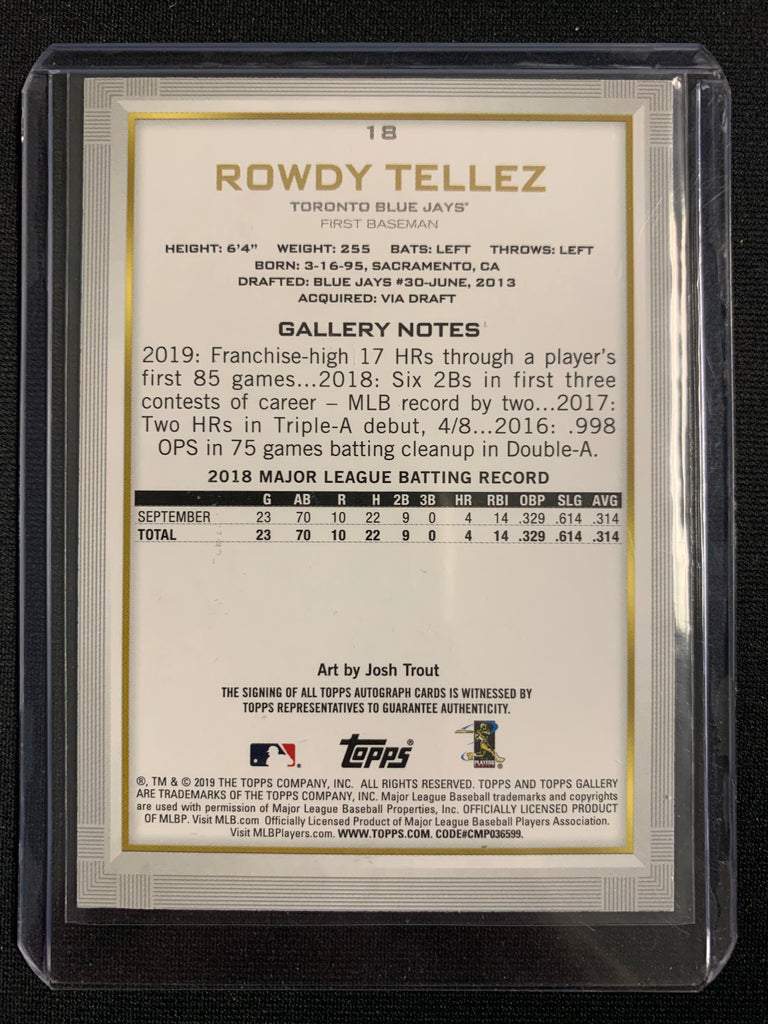 18
ROWDY TELLEZ
TORONTO BLUE JAYS®
FIRST BASEMAN
HEIGHT: 6'4" WEIGHT: 255 BATS: LEFT THROWS: LEFT
BORN: 3-16-95, SACRAMENTO, CA
DRAFTED: BLUE JAYS #30-JUNE, 2013
ACQUIRED: VIA DRAFT
GALLERY NOTES
2019: Franchise-high 17 HRs through a player's
first 85 games...2018: Six 2Bs in first three
contests of career – MLB record by two...2017:
Two HRs in Triple-A debut, 4/8...2016: .998
OPS in 75 games batting cleanup in Double-A.
2018 MAJOR LEAGUE BATTING RECORD
G AB R H 2B 3B HR RBI OBP SLG AVG
SEPTEMBER 23 70 10 22 9 0 4 14 .329 .614 .314
TOTAL 23 70 10 22 9 0 4 14 .329 .614 .314
Art by Josh Trout
THE SIGNING OF ALL TOPPS AUTOGRAPH CARDS IS WITNESSED BY
TOPPS REPRESENTATIVES TO GUARANTEE AUTHENTICITY.
TOPPS®
PLAYERS
®, TM & © 2019 THE TOPPS COMPANY, INC. ALL RIGHTS RESERVED. TOPPS AND TOPPS GALLERY
ARE TRADEMARKS OF THE TOPPS COMPANY, INC. Major League Baseball trademarks and copyrights
are used with permission of Major League Baseball Properties, Inc. OFFICIALLY LICENSED PRODUCT
OF MLBP. Visit MLB.com Officially Licensed Product of Major League Baseball Players Association.
Visit MLBPlayers.com. WWW.TOPPS.COM. CODE#CMP036599.